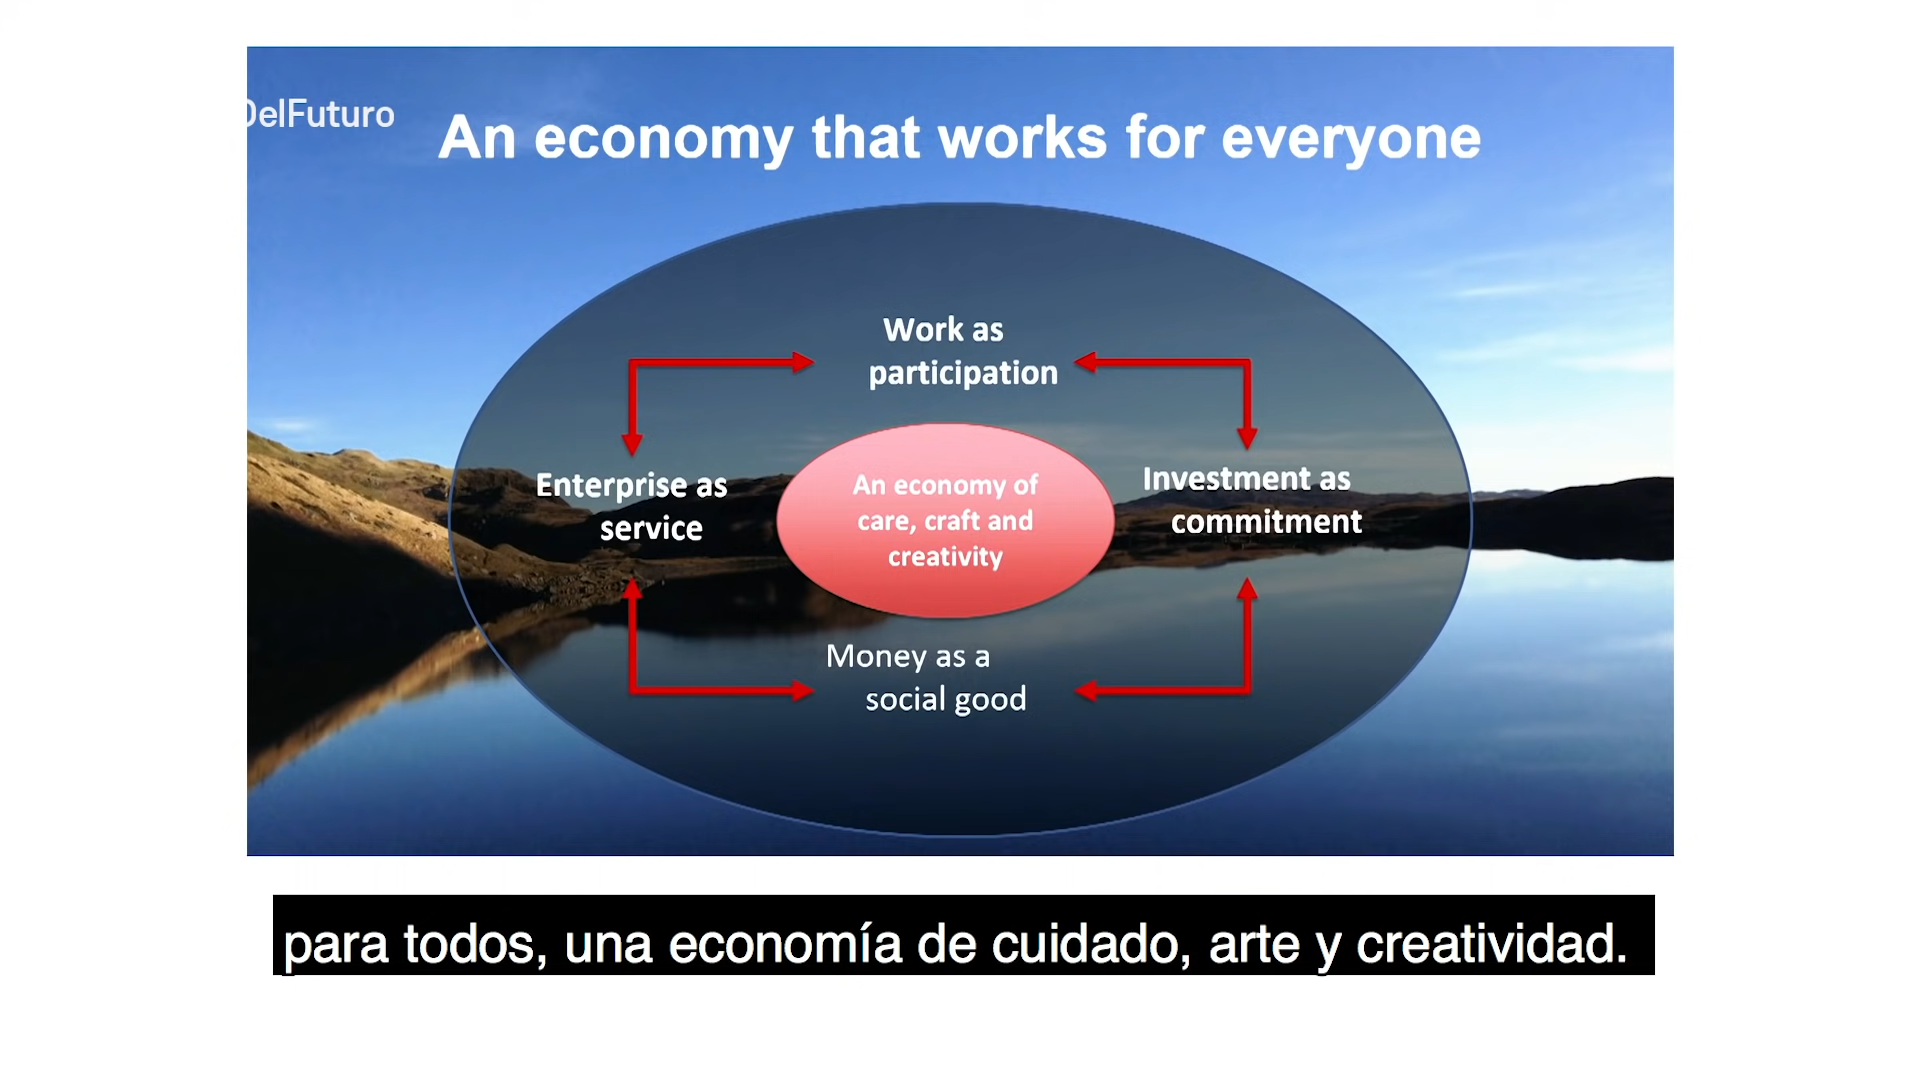 DelFuturo
An economy that works for everyone
Work as
participation
Enterprise as
service
An economy of
care, craft and
creativity
Investment as
commitment
Money as a
social good
para todos, una economía de cuidado, arte y creatividad.